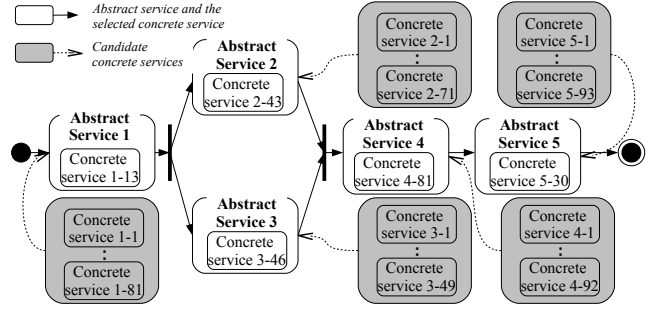 Abstract service and the
selected concrete service
Candidate
concrete services
Abstract
Service 2
Concrete
service 2-43
Concrete
service 2-1
:
Concrete
service 2-71
Concrete
service 5-1
:
Concrete
service 5-93
Abstract
Service 1
Concrete
service 1-13
Abstract
Service 4
Concrete
service 4-81
Abstract
Service 5
Concrete
service 5-30
Concrete
service 1-1
:
Concrete
service 1-81
Abstract
Service 3
Concrete
service 3-46
Concrete
service 3-1
:
Concrete
service 3-49
Concrete
service 4-1
:
Concrete
service 4-92